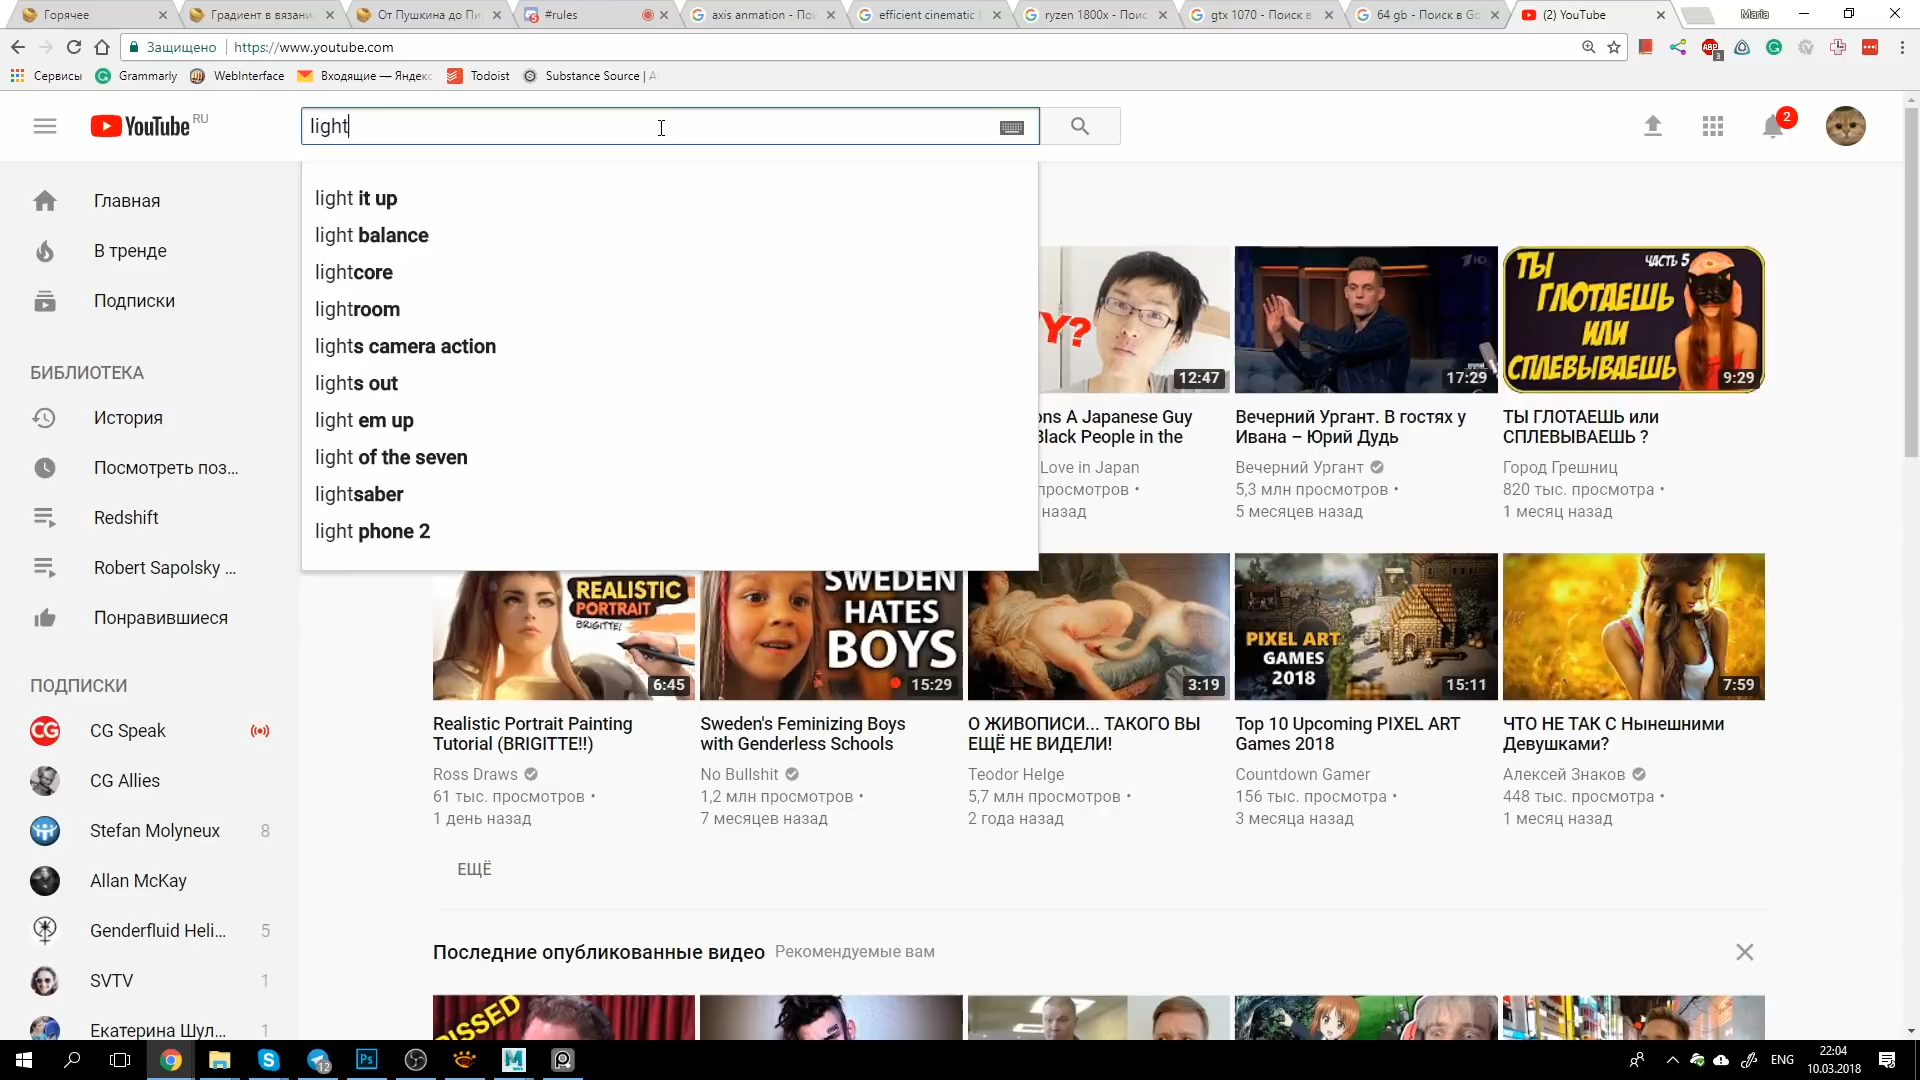 Горячее
Градиент в вязани
От Пушкина до Пи
#rules
axis anmation - По
efficient cinematic
ryzen 1800x - Поис
gtx 1070 - Поиск в
64 gb - Поиск в Go
(2) YouTube
Maria
Защищено
https://www.youtube.com
ABP
3
Сервисы
Grammarly
WebInterface
Входящие — Яндекс
Todoist
Substance Source | A
YouTube RU
light
2
Главная
В тренде
Подписки
БИБЛИОТЕКА
История
Посмотреть поз...
Redshift
Robert Sapolsky ...
Понравившиеся
ПОДПИСКИ
CG
CG Speak
CG Allies
Stefan Molyneux 8
Allan McKay
Genderfluid Heli... 5
SVTV 1
Екатерина Шул... 1
light it up
light balance
lightcore
lightroom
lights camera action
lights out
light em up
light of the seven
lightsaber
light phone 2
Y?
12:47
ons A Japanese Guy
Black People in the
Love in Japan
просмотров •
назад
HD
17:29
Вечерний Ургант. В гостях у
Ивана – Юрий Дудь
Вечерний Ургант
5,3 млн просмотров •
5 месяцев назад
ТЫ
ЧАСТЬ 5
ГЛОТАЕШЬ
ИЛИ
СПЛЕВЫВАЕШЬ
9:29
ТЫ ГЛОТАЕШЬ или
СПЛЕВЫВАЕШЬ ?
Город Грешниц
820 тыс. просмотра •
1 месяц назад
REALISTIC
PORTRAIT
BRIGITTE!
6:45
Realistic Portrait Painting
Tutorial (BRIGITTE!!)
Ross Draws
61 тыс. просмотров •
1 день назад
SWEDEN
HATES
BOYS
15:29
Sweden's Feminizing Boys
with Genderless Schools
No Bullshit
1,2 млн просмотров •
7 месяцев назад
3:19
О ЖИВОПИСИ... ТАКОГО ВЫ
ЕЩЁ НЕ ВИДЕЛИ!
Teodor Helge
5,7 млн просмотров •
2 года назад
PIXEL ART
GAMES
2018
15:11
Top 10 Upcoming PIXEL ART
Games 2018
Countdown Gamer
156 тыс. просмотра •
3 месяца назад
7:59
ЧТО НЕ ТАК С Нынешними
Девушками?
Алексей Знаков
448 тыс. просмотра •
1 месяц назад
ЕЩЁ
Последние опубликованные видео Рекомендуемые вам
ISSED
12
Ps
M
ENG
22:04
10.03.2018